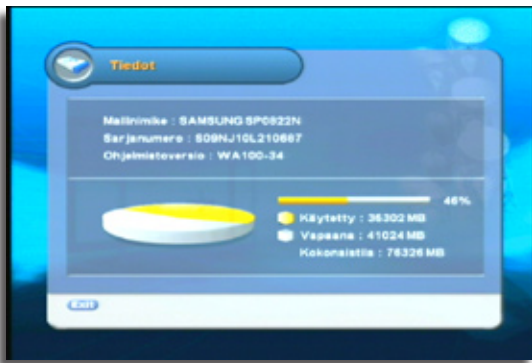 Tiedot
Mallinimike : SAMSUNG SP0822N
Sarjanumero : S09NJ10L210667
Ohjelmistoversio : WA100-34
46%
Käytetty : 35302 MB
Vapaana : 41024 MB
Kokonaistila : 76326 MB
Exit